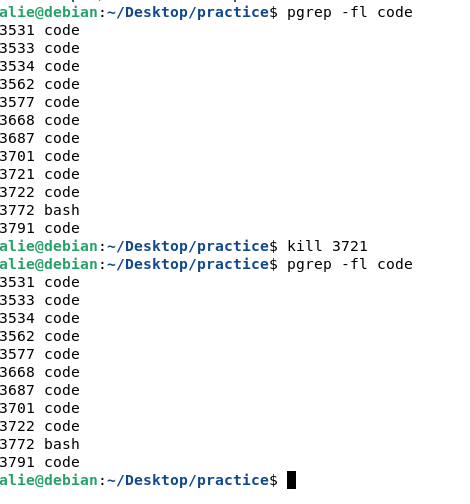 alie@debian:~/Desktop/practice$ pgrep -fl code
3531 code
3533 code
3534 code
3562 code
3577 code
3668 code
3687 code
3701 code
3721 code
3722 code
3772 bash
3791 code
alie@debian:~/Desktop/practice$ kill 3721
alie@debian:~/Desktop/practice$ pgrep -fl code
3531 code
3533 code
3534 code
3562 code
3577 code
3668 code
3687 code
3701 code
3722 code
3772 bash
3791 code
alie@debian:~/Desktop/practice$